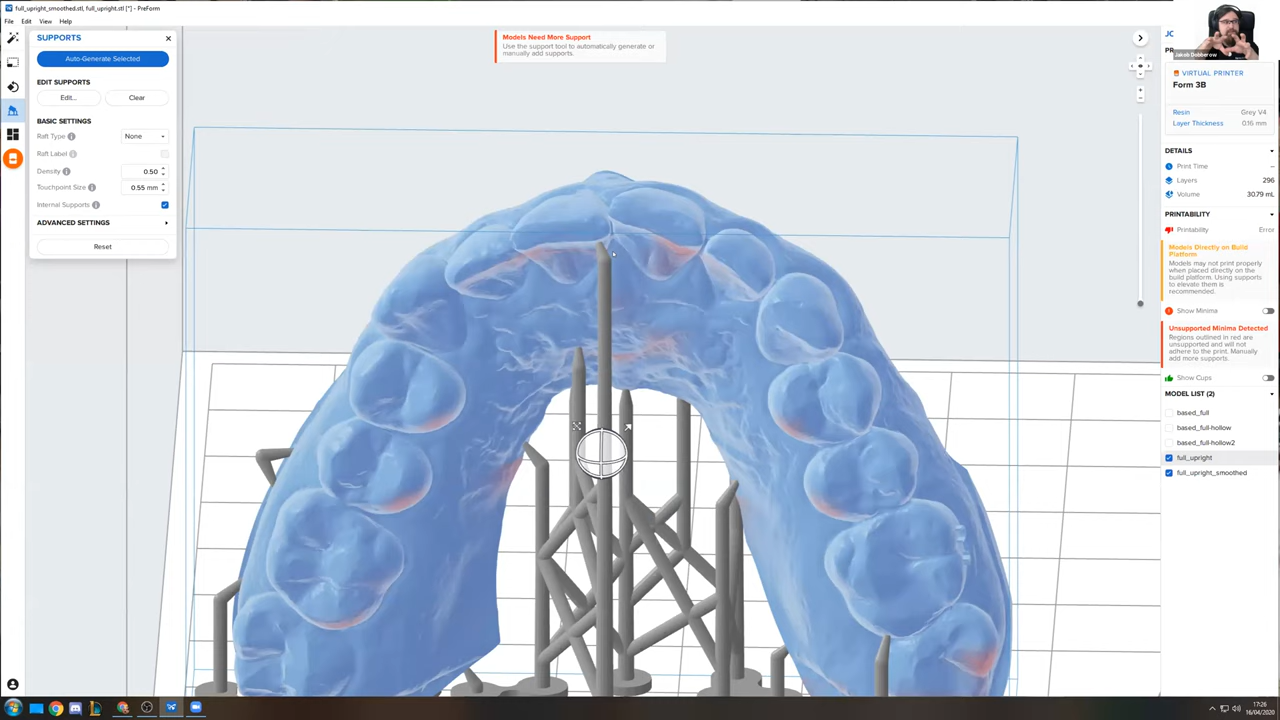 full_upright_smoothed.stl, full_upright.stl [*] - PreForm
File Edit View Help
SUPPORTS
Auto-Generate Selected
EDIT SUPPORTS
Edit... Clear
BASIC SETTINGS
Raft Type None
Raft Label
Density 0.50
Touchpoint Size 0.55 mm
Internal Supports
ADVANCED SETTINGS
Reset
Models Need More Support
Use the support tool to automatically generate or
manually add supports.
Jakob Dobberow
VIRTUAL PRINTER
Form 3B
Resin Grey V4
Layer Thickness 0.16 mm
DETAILS
Print Time --
Layers 296
Volume 30.79 mL
PRINTABILITY
Printability Error
Models Directly on Build
Platform
Models may not print properly
when placed directly on the
build platform. Using supports
to elevate them is
recommended.
Show Minima
Unsupported Minima Detected
Regions outlined in red are
unsupported and will not
adhere to the print. Manually
add more supports.
Show Cups
MODEL LIST (2)
based_full
based_full-hollow
based_full-hollow2
full_upright
full_upright_smoothed
17:26
16/04/2020